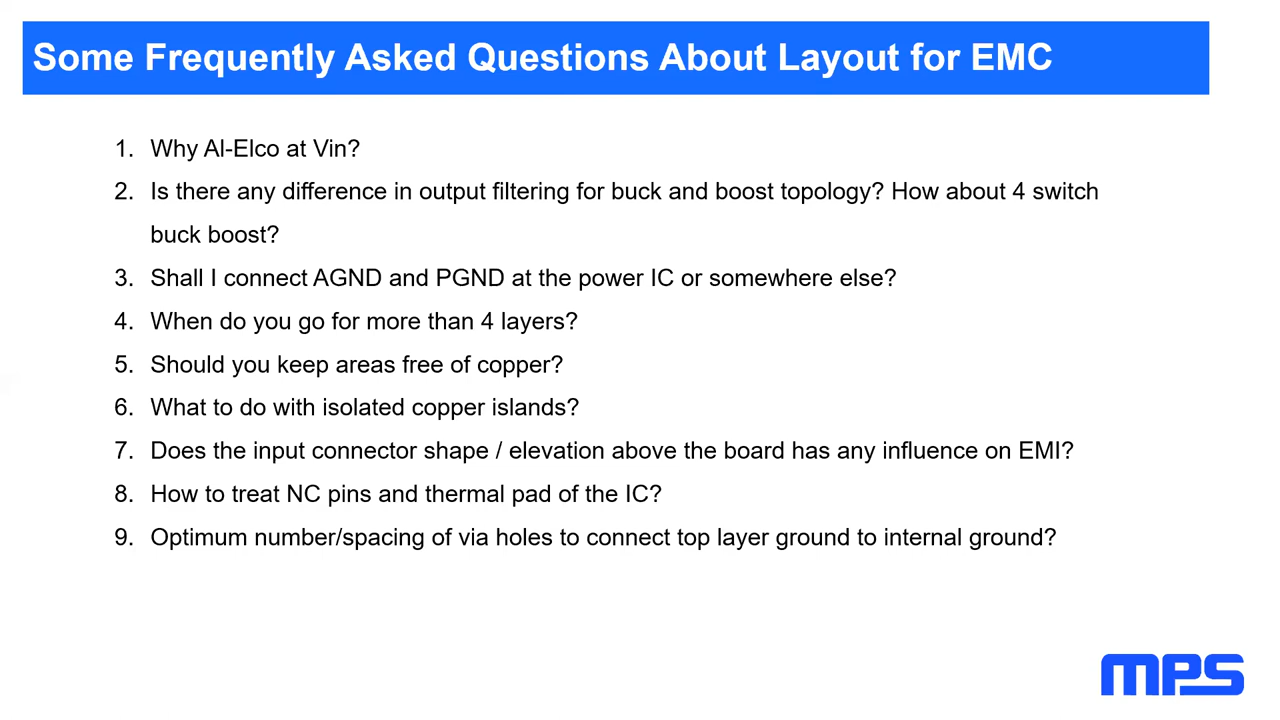 Some Frequently Asked Questions About Layout for EMC
1. Why Al-Elco at Vin?
2. Is there any difference in output filtering for buck and boost topology? How about 4 switch
buck boost?
3. Shall I connect AGND and PGND at the power IC or somewhere else?
4. When do you go for more than 4 layers?
5. Should you keep areas free of copper?
6. What to do with isolated copper islands?
7. Does the input connector shape / elevation above the board has any influence on EMI?
8. How to treat NC pins and thermal pad of the IC?
9. Optimum number/spacing of via holes to connect top layer ground to internal ground?
mps